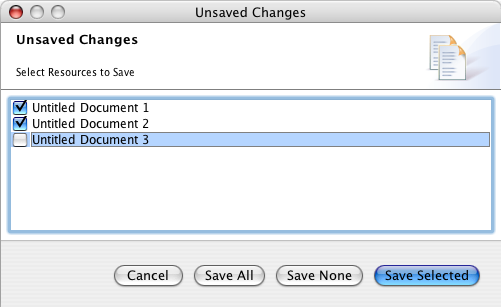 Unsaved Changes
Unsaved Changes
Select Resources to Save
Untitled Document 1
Untitled Document 2
Untitled Document 3
Cancel Save All Save None Save Selected